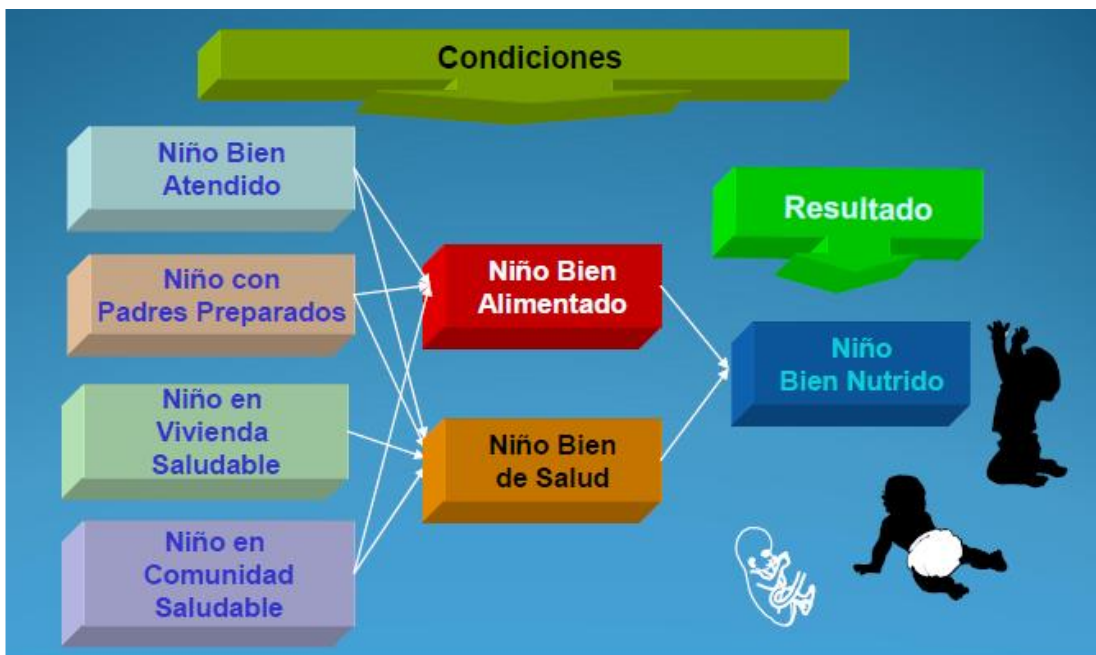 Condiciones
Niño Bien
Atendido
Niño con
Padres Preparados
Niño en
Vivienda
Saludable
Niño en
Comunidad
Saludable
Niño Bien
Alimentado
Niño Bien
de Salud
Resultado
Niño
Bien Nutrido